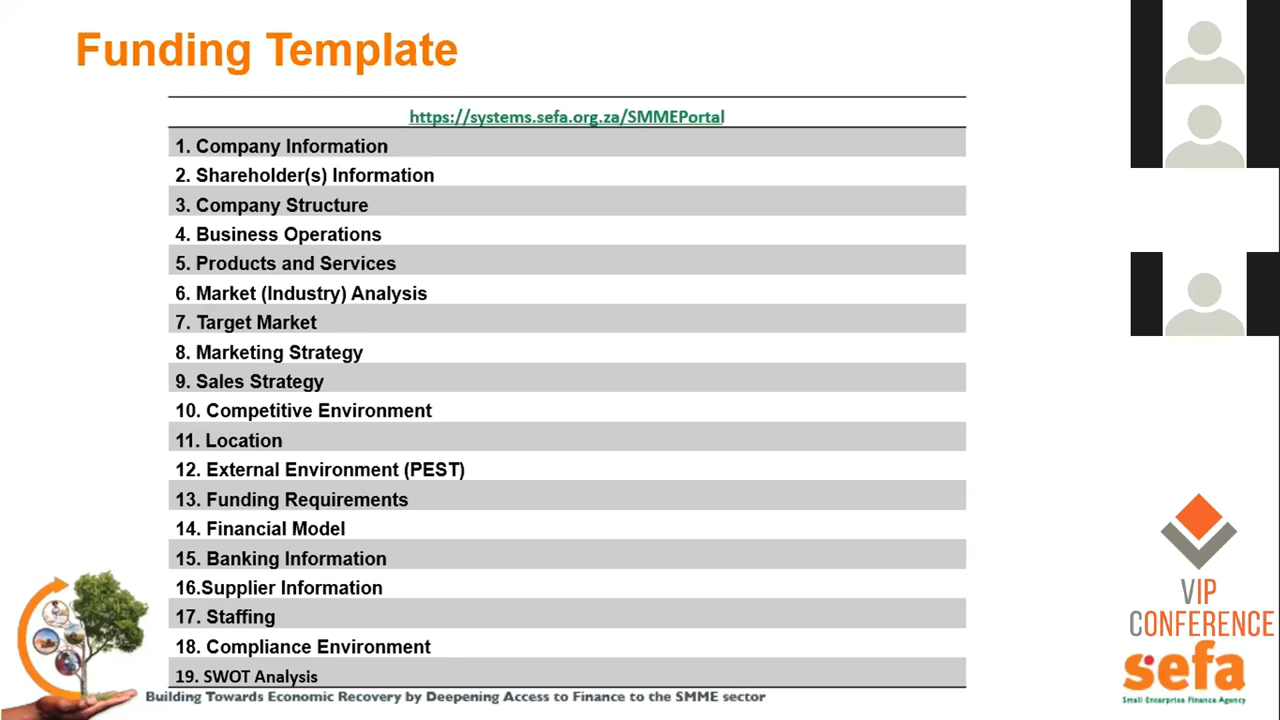 Funding Template
https://systems.sefa.org.za/SMMEPortal
1. Company Information
2. Shareholder(s) Information
3. Company Structure
4. Business Operations
5. Products and Services
6. Market (Industry) Analysis
7. Target Market
8. Marketing Strategy
9. Sales Strategy
10. Competitive Environment
11. Location
12. External Environment (PEST)
13. Funding Requirements
14. Financial Model
15. Banking Information
16.Supplier Information
17. Staffing
18. Compliance Environment
19. SWOT Analysis
Building Towards Economic Recovery by Deepening Access to Finance to the SMME sector
VIP
CONFERENCE
sefa
Small Enterprise Finance Agency